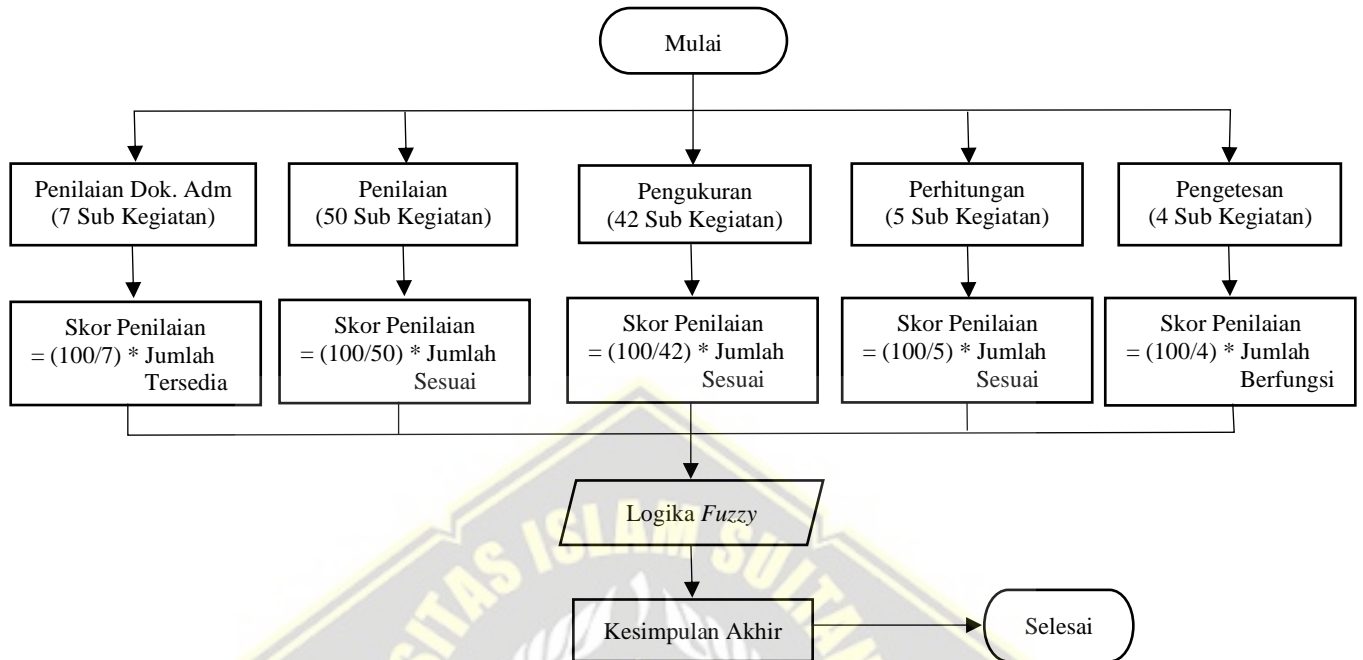 Mulai
Penilaian Dok. Adm
(7 Sub Kegiatan)
Penilaian
(50 Sub Kegiatan)
Pengukuran
(42 Sub Kegiatan)
Perhitungan
(5 Sub Kegiatan)
Pengetesan
(4 Sub Kegiatan)
Skor Penilaian
= (100/7) * Jumlah
Tersedia
Skor Penilaian
= (100/50) * Jumlah
Sesuai
Skor Penilaian
= (100/42) * Jumlah
Sesuai
Skor Penilaian
= (100/5) * Jumlah
Sesuai
Skor Penilaian
= (100/4) * Jumlah
Berfungsi
Logika Fuzzy
SITAS ISLAM SULTAN
Kesimpulan Akhir
Selesai